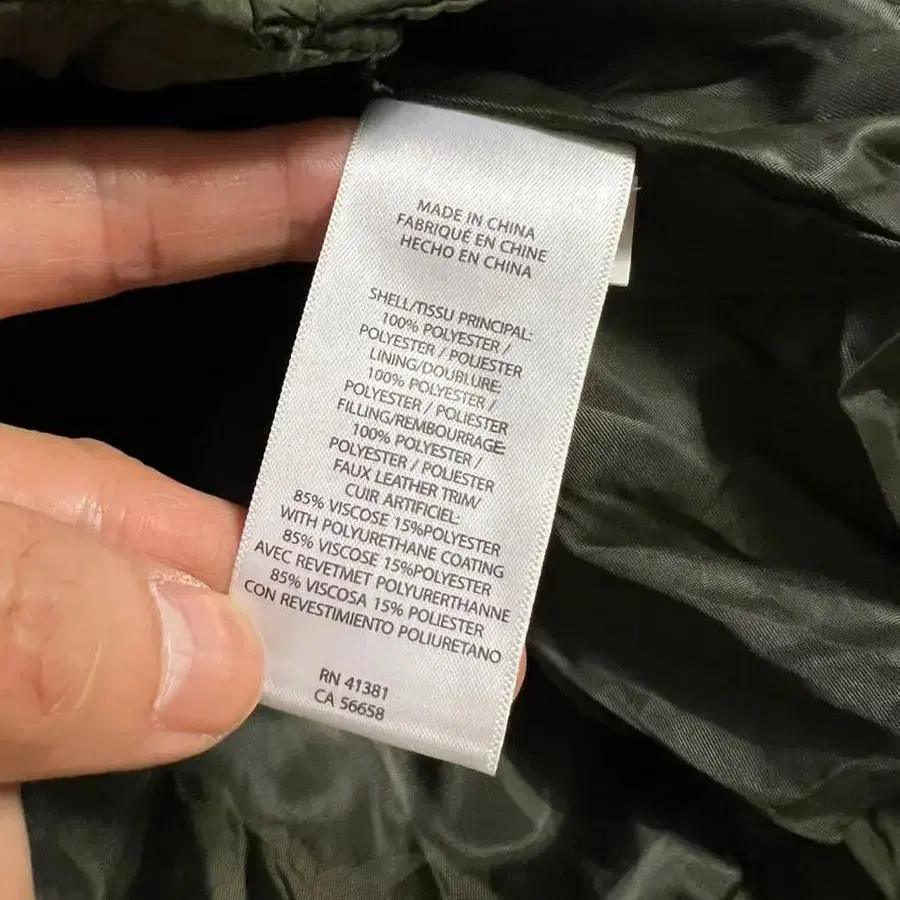 MADE IN CHINA
FABRIQUÉ EN CHINE
HECHO EN CHINA
SHELL/TISSU PRINCIPAL:
100% POLYESTER /
POLYESTER / POLIESTER
LINING/DOUBLURE:
100% POLYESTER /
POLYESTER / POLIESTER
FILLING/REMBOURRAGE:
100% POLYESTER /
POLYESTER / POLIESTER
FAUX LEATHER TRIM/
CUIR ARTIFICIEL:
85% VISCOSE 15%POLYESTER
WITH POLYURETHANE COATING
85% VISCOSE 15%POLYESTER
AVEC REVETMET POLYURERTHANNE
85% VISCOSA 15% POLIESTER
CON REVESTIMIENTO POLIURETANO
RN 41381
CA 56658